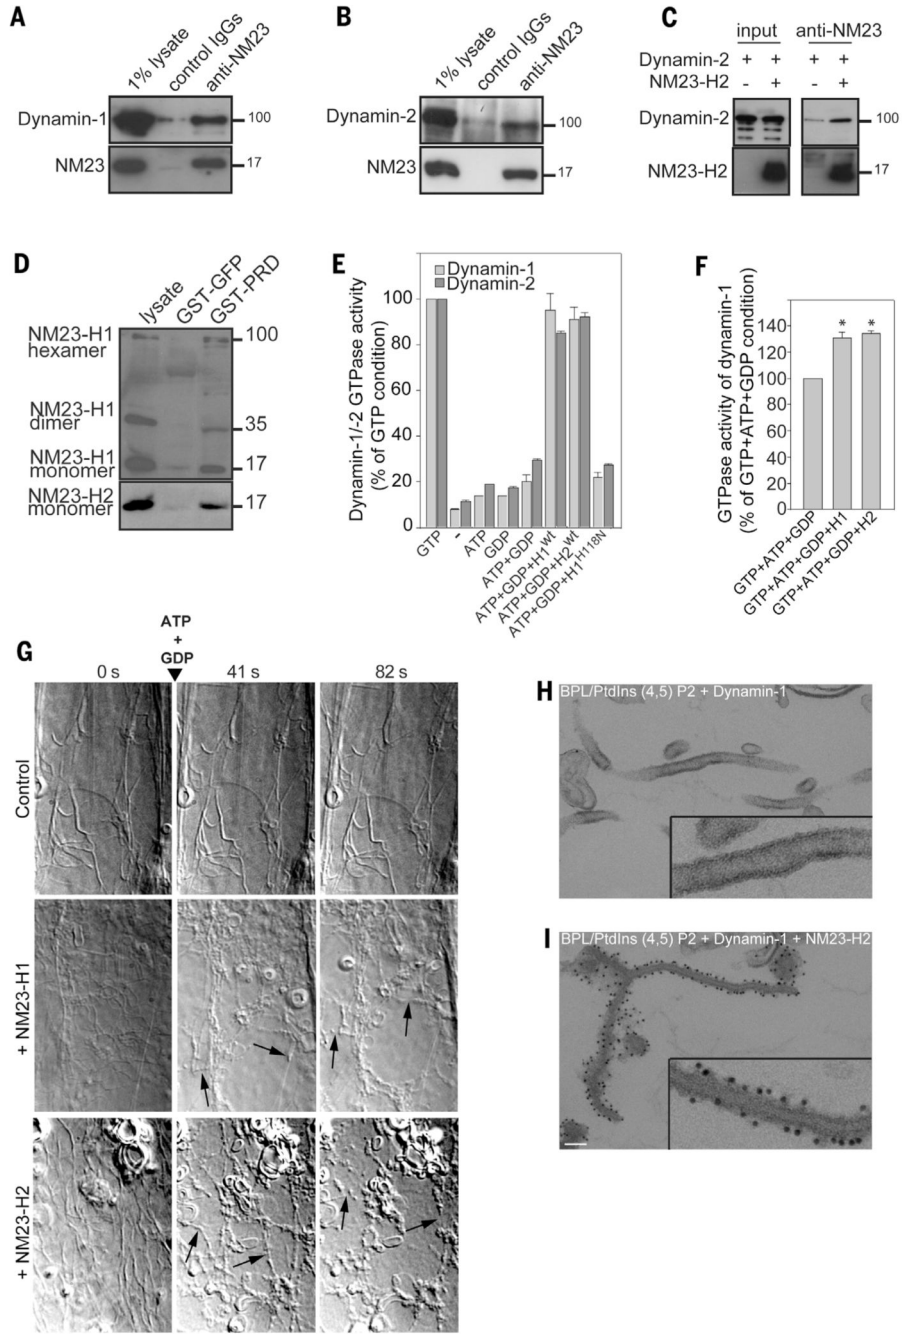 A
1% lysate
control IgGs
anti-NM23
Dynamin-1
100
NM23
17
B
1% lysate
control IgGs
anti-NM23
Dynamin-2
100
NM23
17
C
input anti-NM23
Dynamin-2 + + + +
NM23-H2 - + - +
Dynamin-2
100
NM23-H2
17
D
lysate
GST-GFP
GST-PRD
NM23-H1
hexamer
100
NM23-H1
dimer
35
NM23-H1
monomer
17
NM23-H2
monomer
17
E
Dynamin-1/-2 GTPase activity
(% of GTP condition)
Dynamin-1
Dynamin-2
100
80
60
40
20
0
GTP
-
ATP
GDP
ATP+GDP
ATP+GDP+H1wt
ATP+GDP+H2wt
ATP+GDP+H1H118N
F
GTPase activity of dynamin-1
(% of GTP+ATP+GDP condition)
140
120
100
80
60
40
20
0
* *
GTP+ATP+GDP
GTP+ATP+GDP+H1
GTP+ATP+GDP+H2
G
ATP
+
GDP
0 s 41 s 82 s
Control
+ NM23-H1
+ NM23-H2
H
BPL/PtdIns (4,5) P2 + Dynamin-1
I
BPL/PtdIns (4,5) P2 + Dynamin-1 + NM23-H2